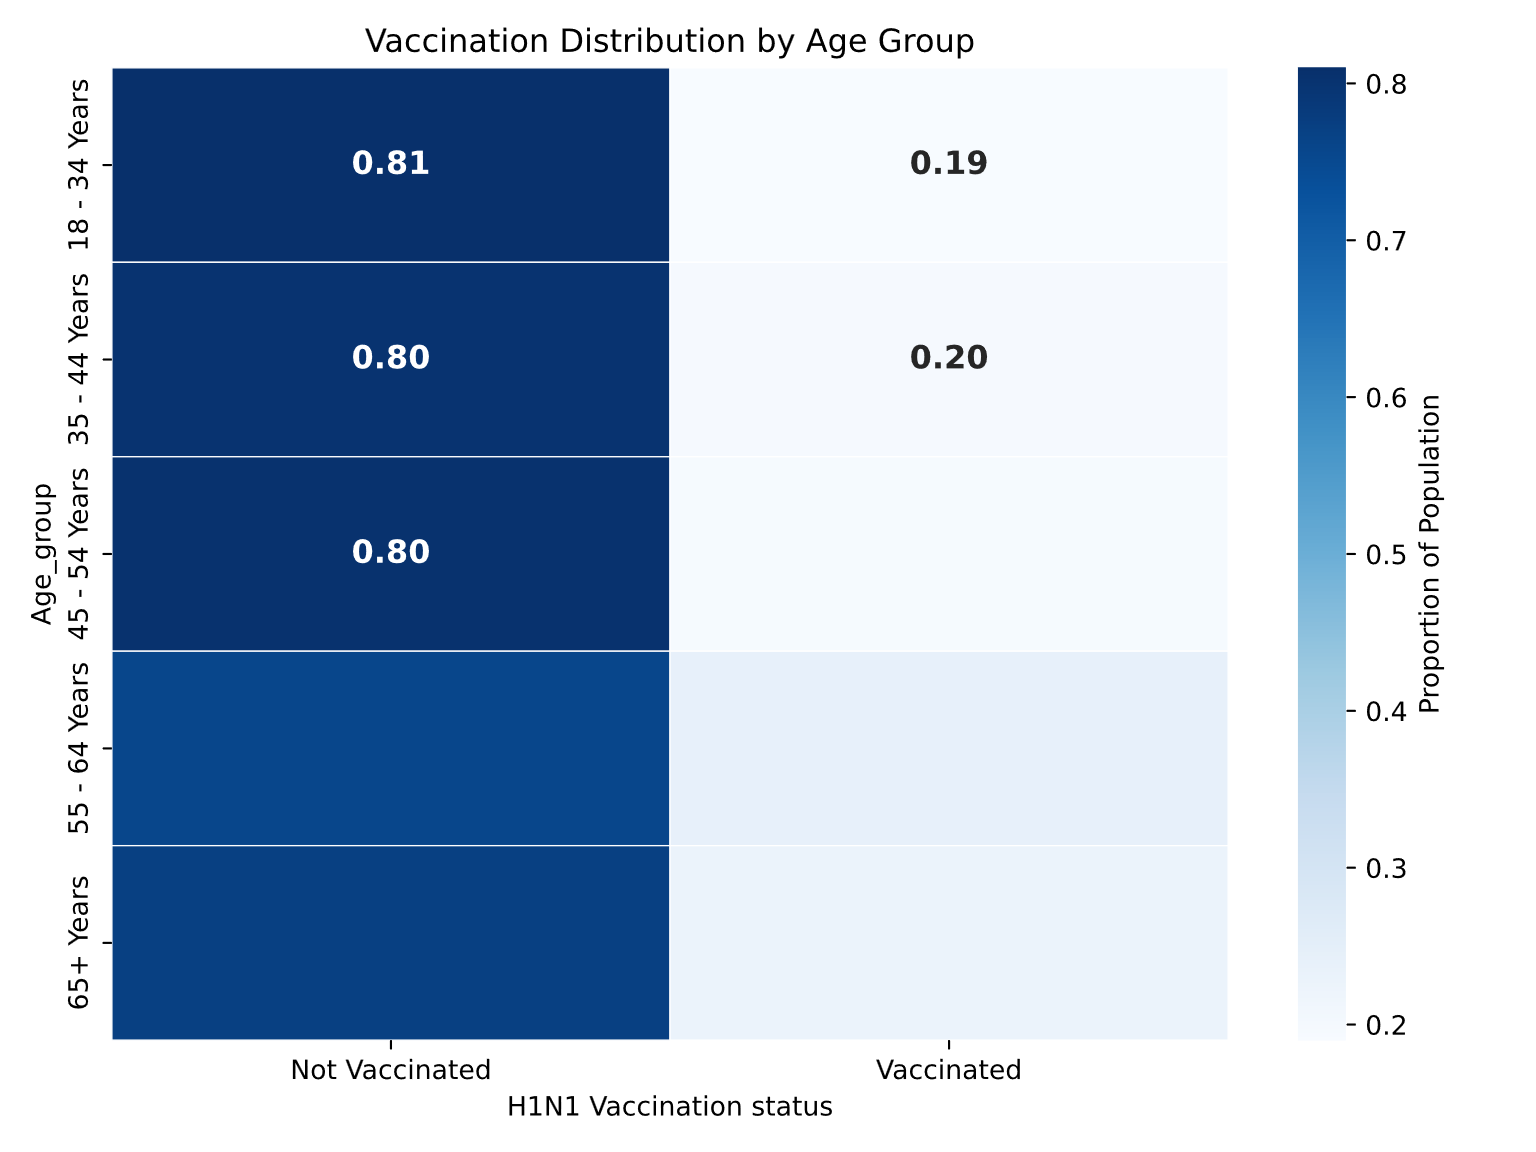 Vaccination Distribution by Age Group
Age_group
18 - 34 Years
0.81
0.19
35 - 44 Years
0.80
0.20
45 - 54 Years
0.80
55 - 64 Years
65+ Years
Not Vaccinated
Vaccinated
H1N1 Vaccination status
0.8
0.7
0.6
0.5
0.4
0.3
0.2
Proportion of Population